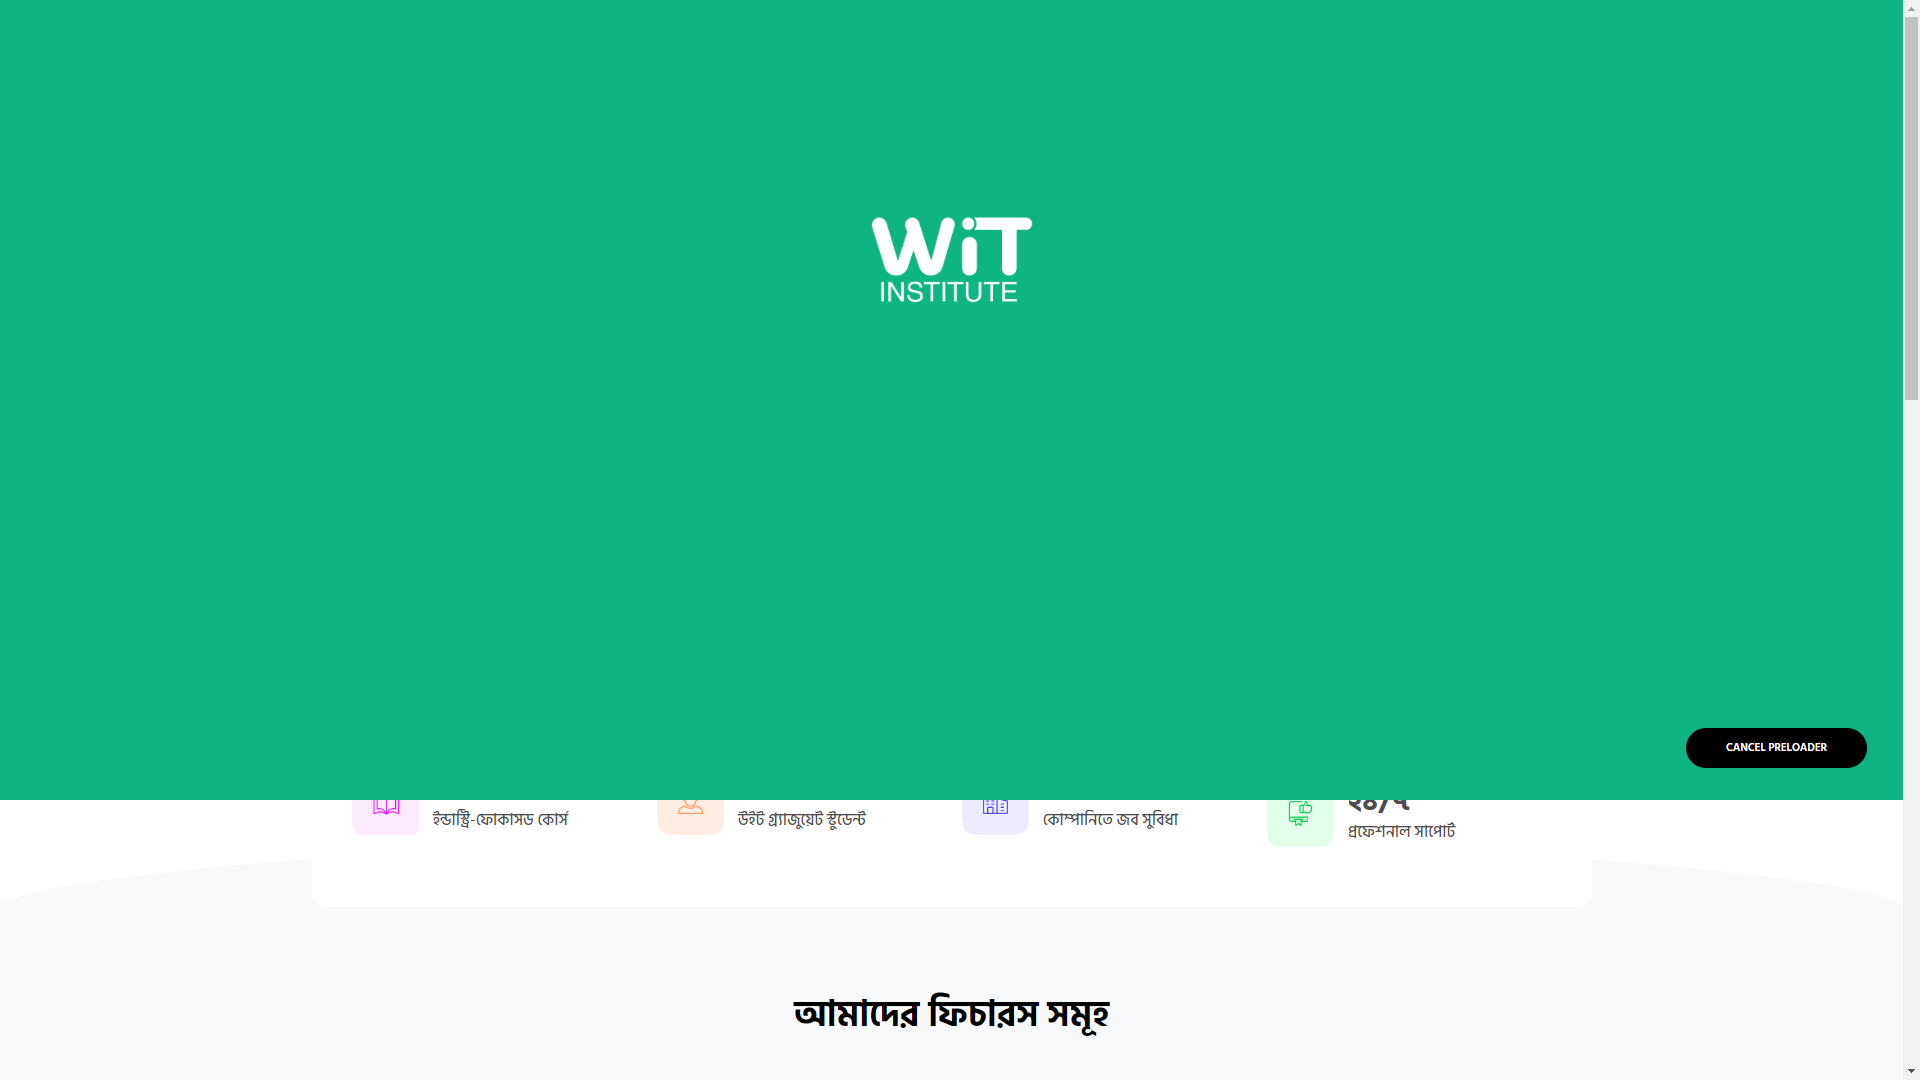 WiT
INSTITUTE
CANCEL PRELOADER
ইন্ডাস্ট্রি-ফোকাসড কোর্স
উইট গ্র্যাজুয়েট স্টুডেন্ট
কোম্পানিতে জব সুবিধা
২৪/৭
প্রফেশনাল সাপোর্ট
আমাদের ফিচারস সমূহ